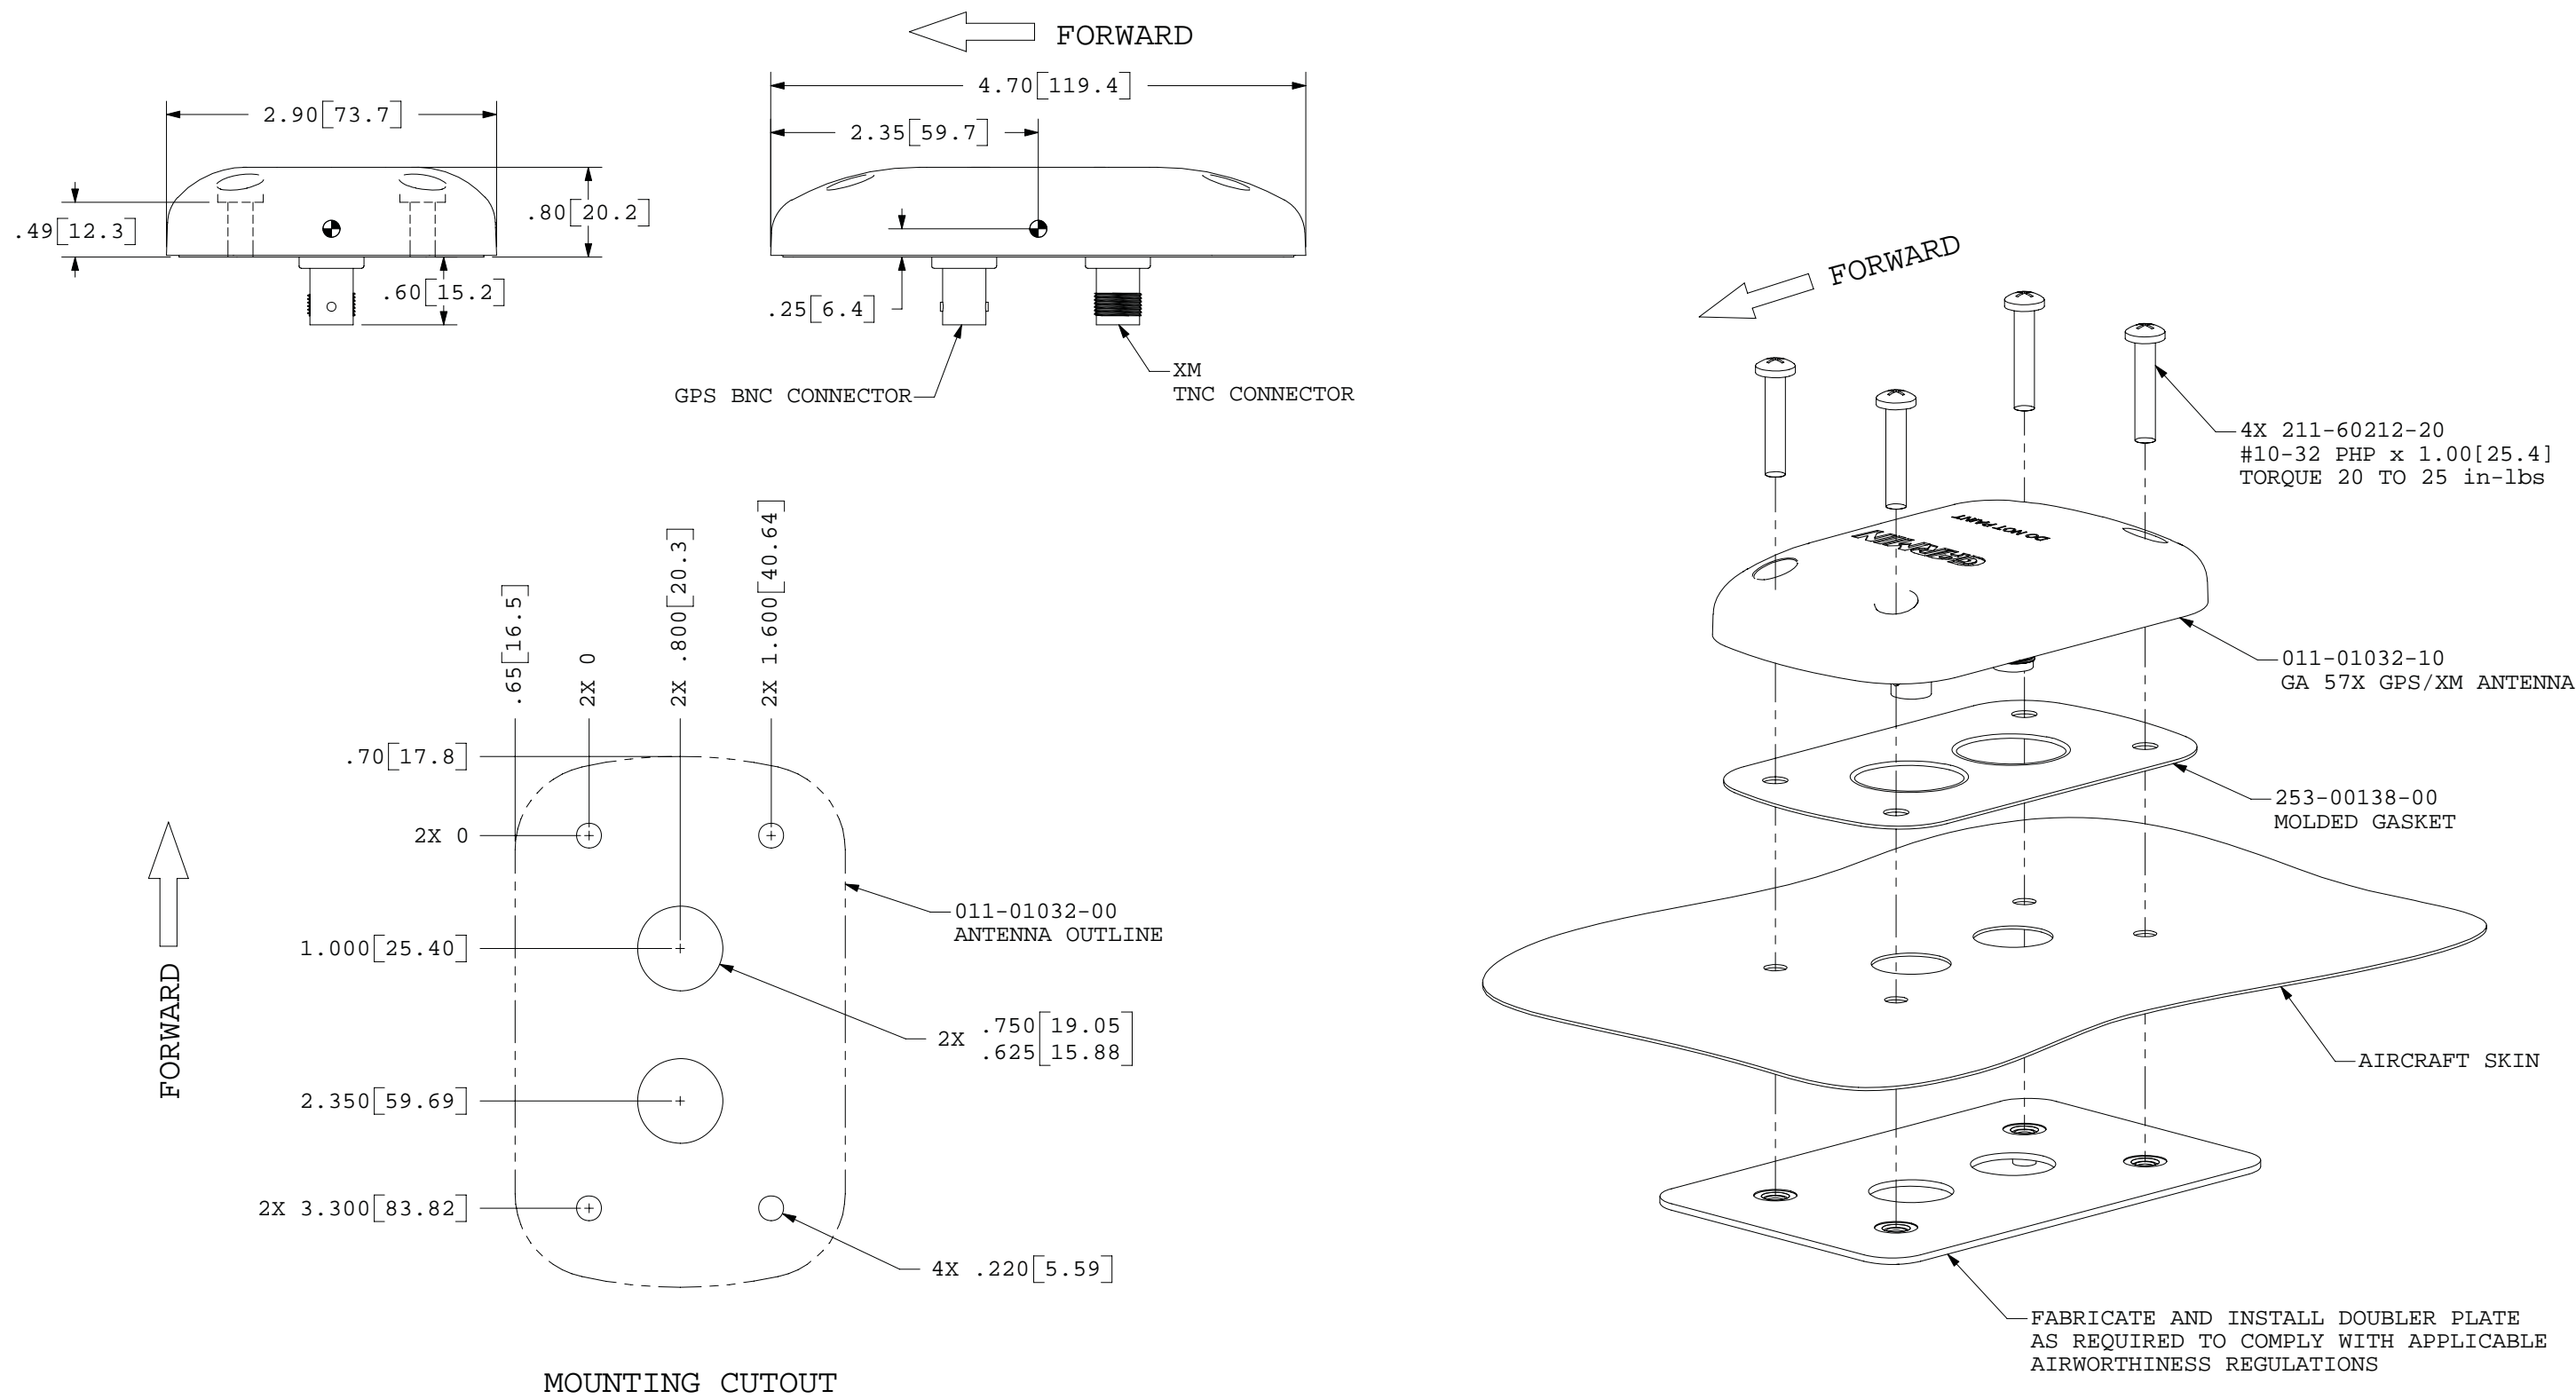 FORWARD
4.70[119.4]
2.90[73.7]
2.35[59.7]
.49[12.3]
.80[20.2]
.60[15.2]
.25[6.4]
GPS BNC CONNECTOR
XM
TNC CONNECTOR
FORWARD
4X 211-60212-20
#10-32 PHP x 1.00[25.4]
TORQUE 20 TO 25 in-lbs
DO NOT PAINT
GARMIN
011-01032-10
GA 57X GPS/XM ANTENNA
253-00138-00
MOLDED GASKET
AIRCRAFT SKIN
FABRICATE AND INSTALL DOUBLER PLATE
AS REQUIRED TO COMPLY WITH APPLICABLE
AIRWORTHINESS REGULATIONS
.65[16.5]
2X 0
2X .800[20.3]
2X 1.600[40.64]
.70[17.8]
2X 0
1.000[25.40]
2.350[59.69]
2X 3.300[83.82]
FORWARD
011-01032-00
ANTENNA OUTLINE
2X .750[19.05]
.625[15.88]
4X .220[5.59]
MOUNTING CUTOUT